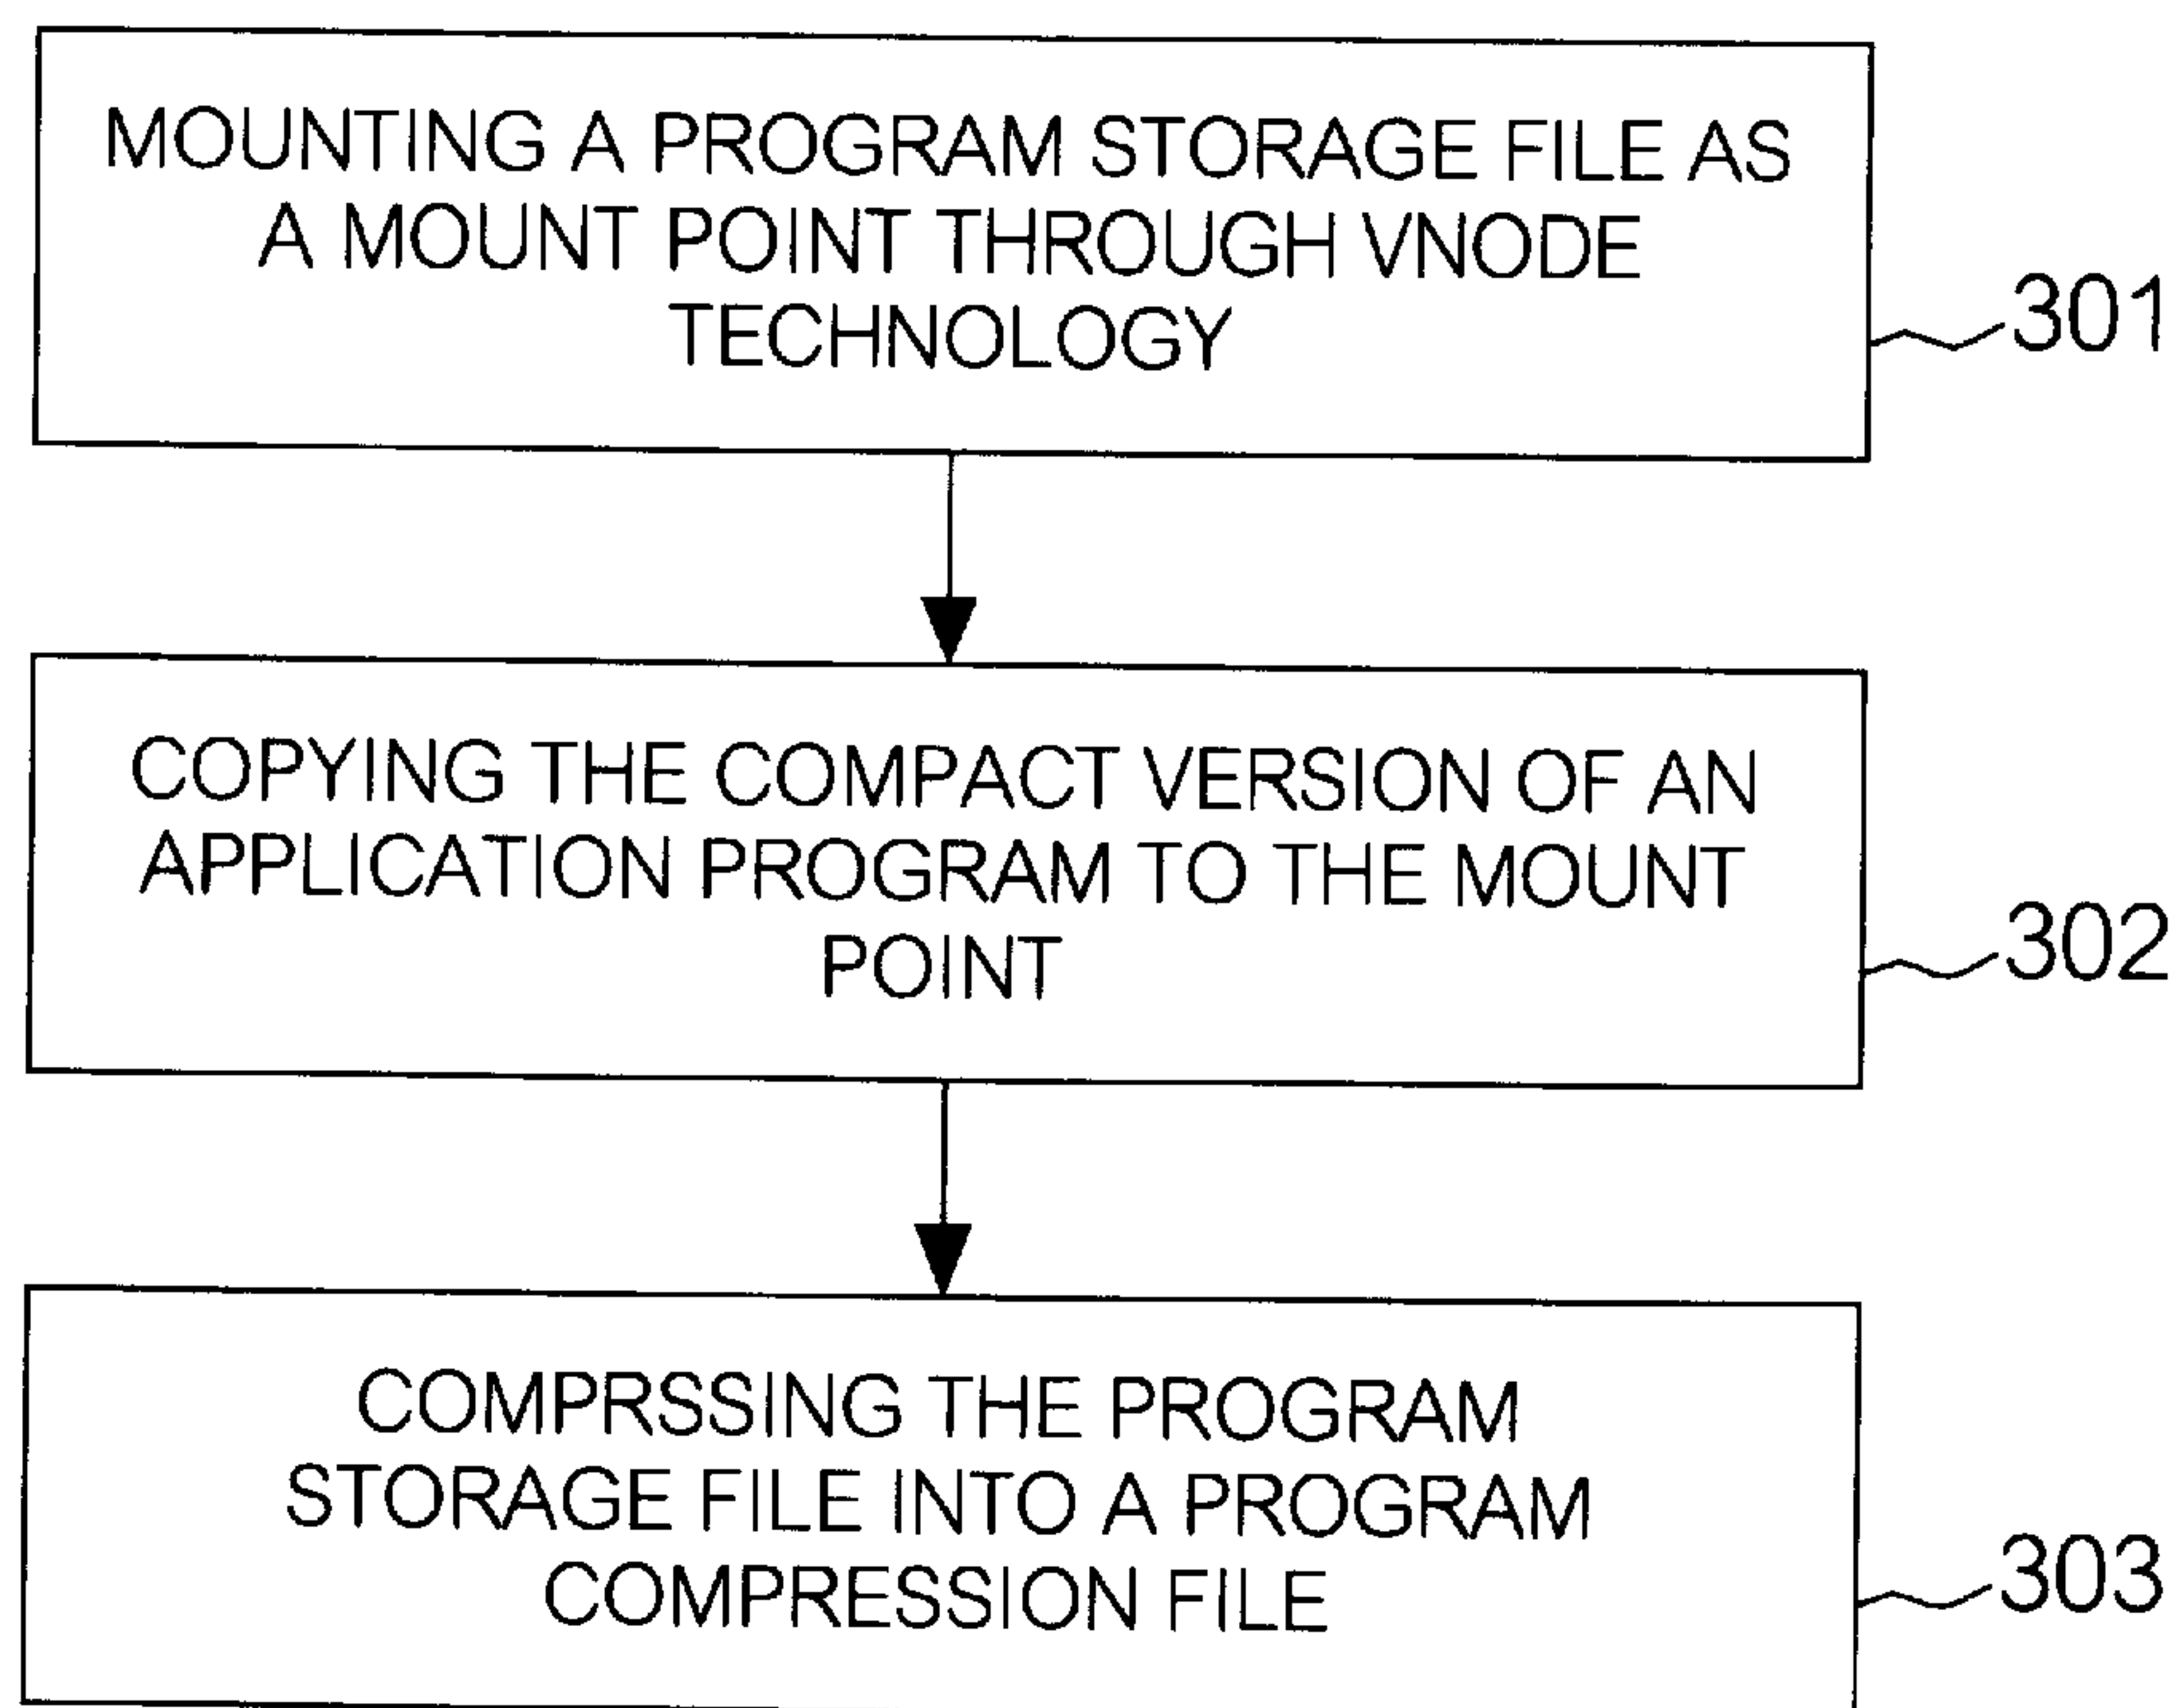 MOUNTING A PROGRAM STORAGE FILE AS
A MOUNT POINT THROUGH VNODE
TECHNOLOGY
301
COPYING THE COMPACT VERSION OF AN
APPLICATION PROGRAM TO THE MOUNT
POINT
302
COMPRSSING THE PROGRAM
STORAGE FILE INTO A PROGRAM
COMPRESSION FILE
303